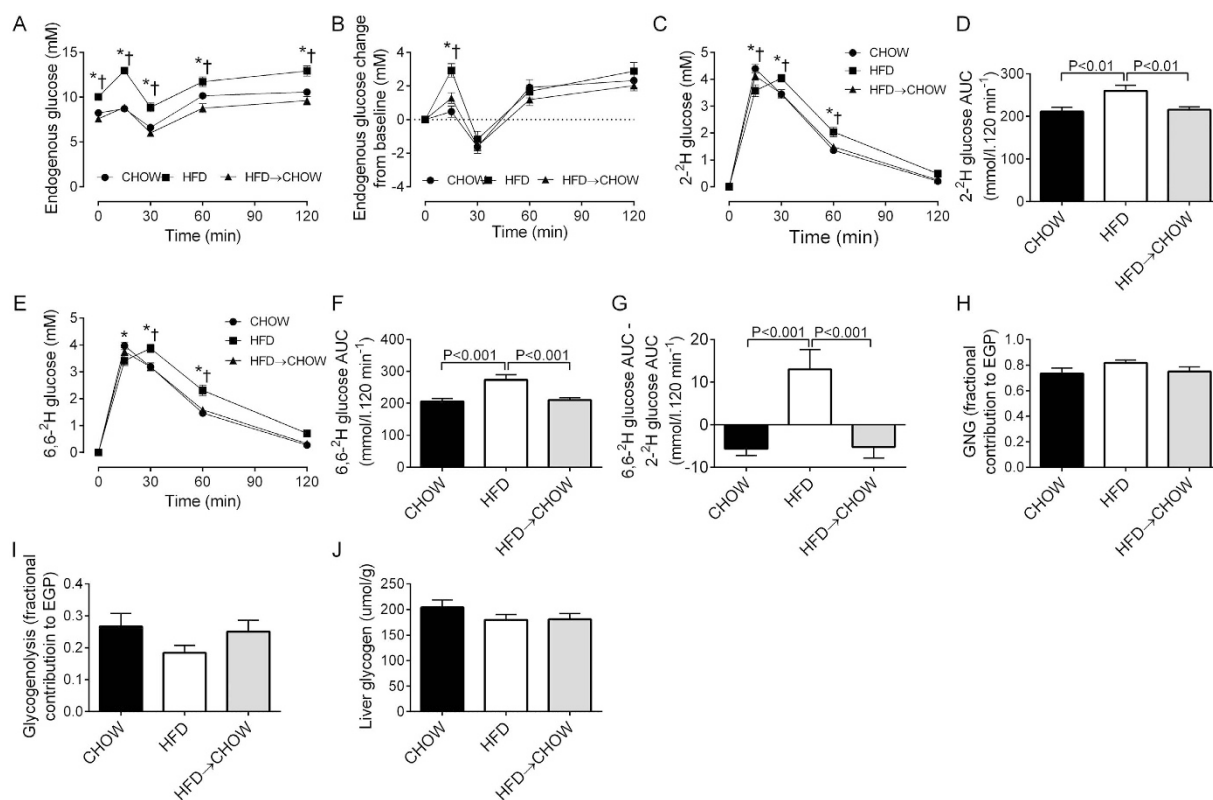 A
Endogenous glucose (mM)
15
10
5
0
*†
*†
*†
*†
*†
CHOW
HFD
HFD→CHOW
0
30
60
90
120
Time (min)
B
Endogenous glucose change
from baseline (mM)
4
2
0
-2
-4
*†
CHOW
HFD
HFD→CHOW
0
30
60
90
120
Time (min)
C
2-²H glucose (mM)
5
4
3
2
1
0
*†
*†
CHOW
HFD
HFD→CHOW
0
30
60
90
120
Time (min)
D
2-²H glucose AUC
(mmol/l.120 min⁻¹)
300
200
100
0
P<0.01
P<0.01
CHOW
HFD
HFD→CHOW
E
6,6-²H glucose (mM)
5
4
3
2
1
0
*
*†
*†
CHOW
HFD
HFD→CHOW
0
30
60
90
120
Time (min)
F
6,6-²H glucose AUC
(mmol/l.120 min⁻¹)
400
300
200
100
0
P<0.001
P<0.001
CHOW
HFD
HFD→CHOW
G
6,6-²H glucose AUC -
2-²H glucose AUC
(mmol/l.120 min⁻¹)
20
10
0
-10
P<0.001
P<0.001
CHOW
HFD
HFD→CHOW
H
GNG (fractional
contribution to EGP)
1.0
0.8
0.6
0.4
0.2
0.0
CHOW
HFD
HFD→CHOW
I
Glycogenolysis (fractional
contributioin to EGP)
0.4
0.3
0.2
0.1
0.0
CHOW
HFD
HFD→CHOW
J
Liver glycogen (umol/g)
250
200
150
100
50
0
CHOW
HFD
HFD→CHOW